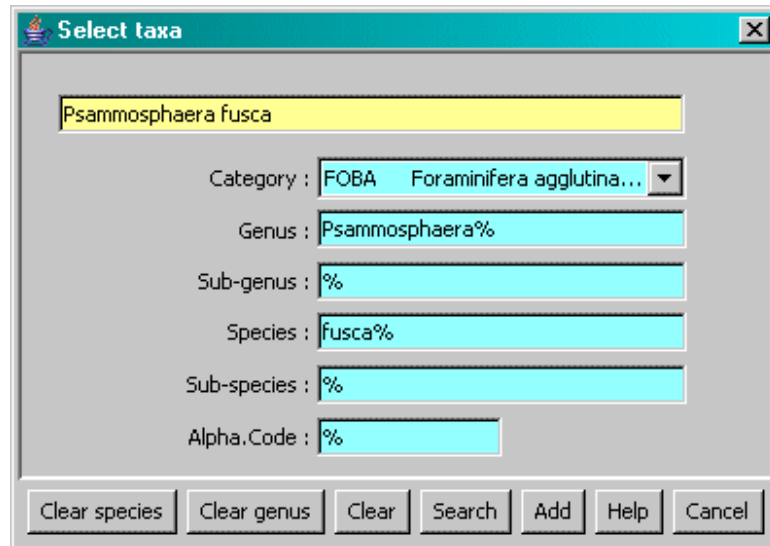 Select taxa
Psammosphaera fusca
Category : FOBA Foraminifera agglutina...
Genus : Psammosphaera%
Sub-genus : %
Species : fusca%
Sub-species : %
Alpha.Code : %
Clear species Clear genus Clear Search Add Help Cancel